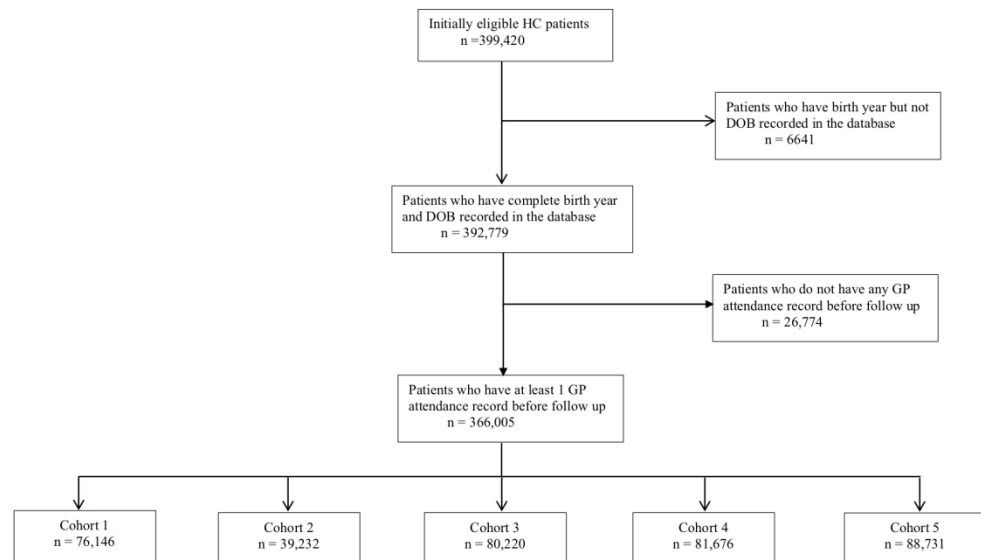 Initially eligible HC patients
n =399,420
Patients who have birth year but not
DOB recorded in the database
n = 6641
Patients who have complete birth year
and DOB recorded in the database
n = 392,779
Patients who do not have any GP
attendance record before follow up
n = 26,774
Patients who have at least 1 GP
attendance record before follow up
n = 366,005
Cohort 1
n = 76,146
Cohort 2
n = 39,232
Cohort 3
n = 80,220
Cohort 4
n = 81,676
Cohort 5
n = 88,731